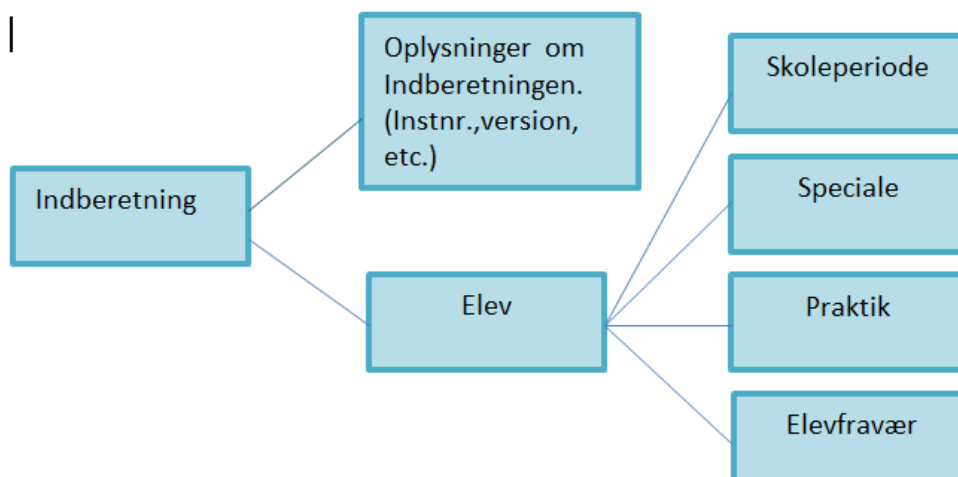 Indberetning
Oplysninger om
Indberetningen.
(Instnr.,version,
etc.)
Elev
Skoleperiode
Speciale
Praktik
Elevfravær